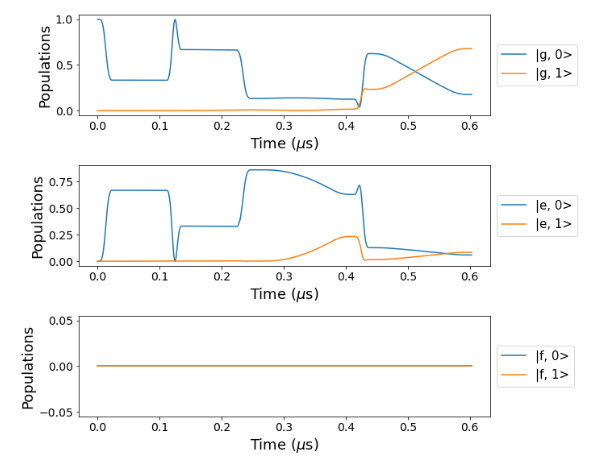 1.0
0.5
0.0
Populations
0.0 0.1 0.2 0.3 0.4 0.5 0.6
Time (μs)
|g, 0>
|g, 1>
0.75
0.50
0.25
0.00
Populations
0.0 0.1 0.2 0.3 0.4 0.5 0.6
Time (μs)
|e, 0>
|e, 1>
0.05
0.00
−0.05
Populations
0.0 0.1 0.2 0.3 0.4 0.5 0.6
Time (μs)
|f, 0>
|f, 1>